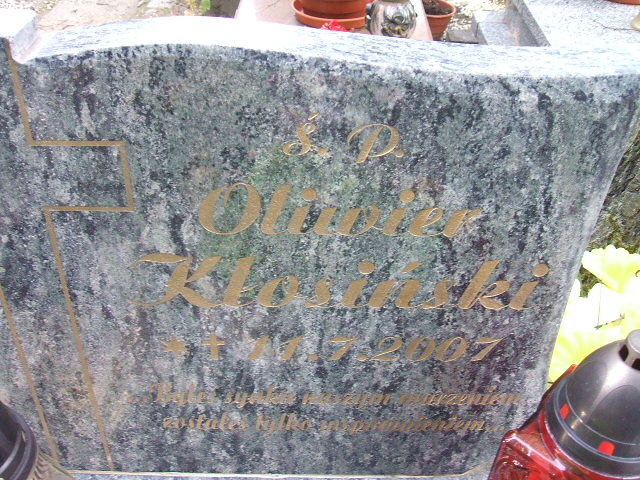 ś. P.
Oliwier
Kłosiński
* † 11.7.2007
..."Byłeś synku naszym marzeniem
zostałeś tylko wspomnieniem...